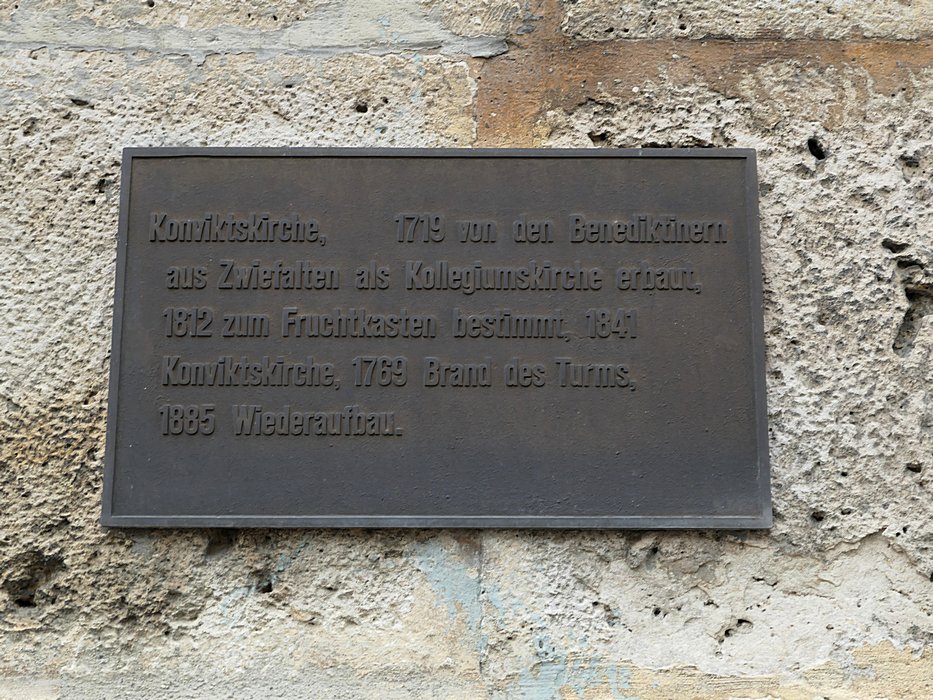 Konviktskirche, 1719 von den Benediktinern
aus Zwiefalten als Kollegiumskirche erbaut,
1812 zum Fruchtkasten bestimmt, 1841
Konviktskirche, 1769 Brand des Turms,
1885 Wiederaufbau.